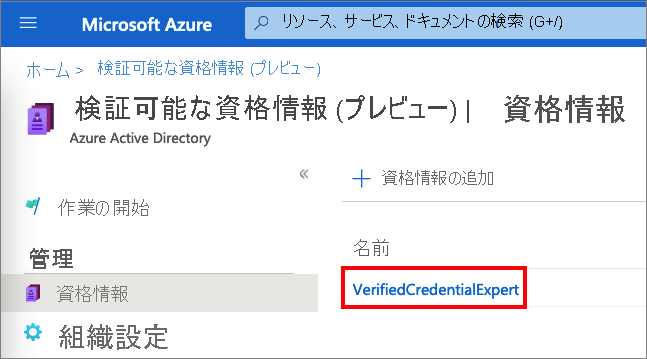 Microsoft Azure
リソース、サービス、ドキュメントの検索 (G+/)
ホーム > 検証可能な資格情報 (プレビュー)
検証可能な資格情報 (プレビュー) | 資格情報
Azure Active Directory
«
+ 資格情報の追加
作業の開始
名前
管理
VerifiedCredentialExpert
資格情報
組織設定